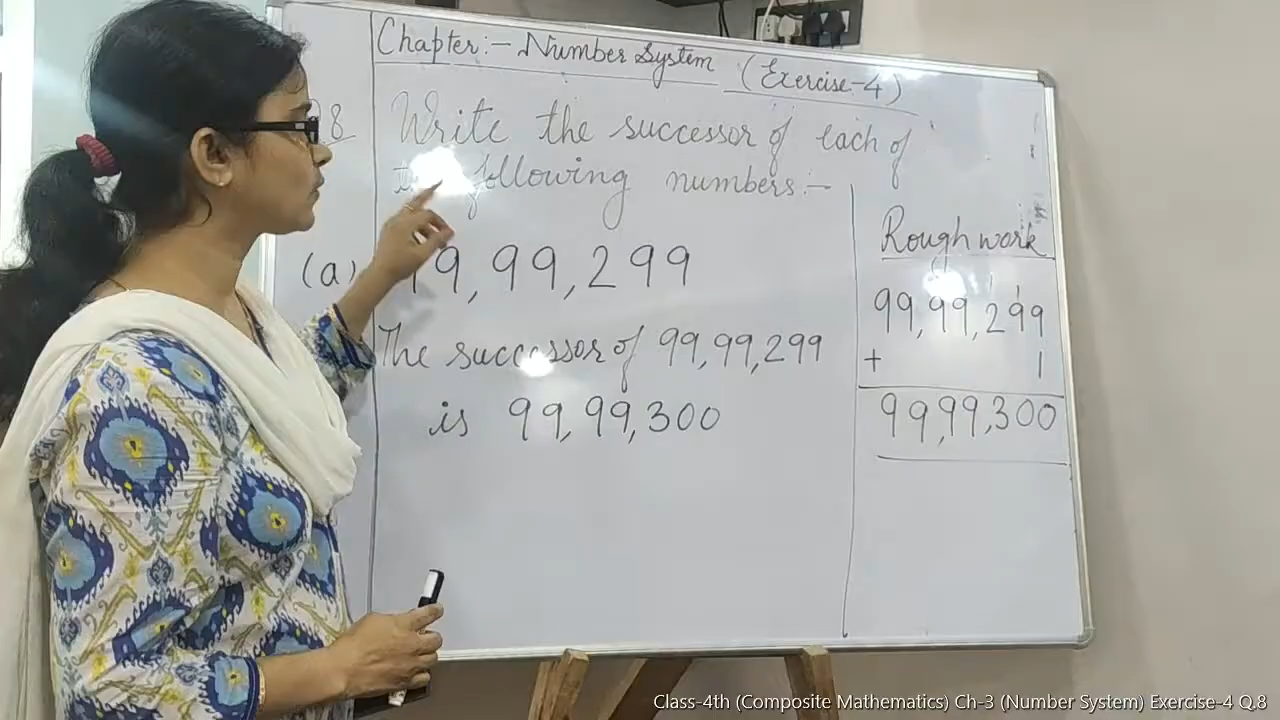 Chapter:- Number System (Exercise-4)
8 Write the successor of each of
following numbers:-
(a) 99,99,299
The successor of 99,99,299
is 99,99,300
Rough work
99,99,299
+ 1
99,99,300
Class-4th (Composite Mathematics) Ch-3 (Number System) Exercise-4 Q.8